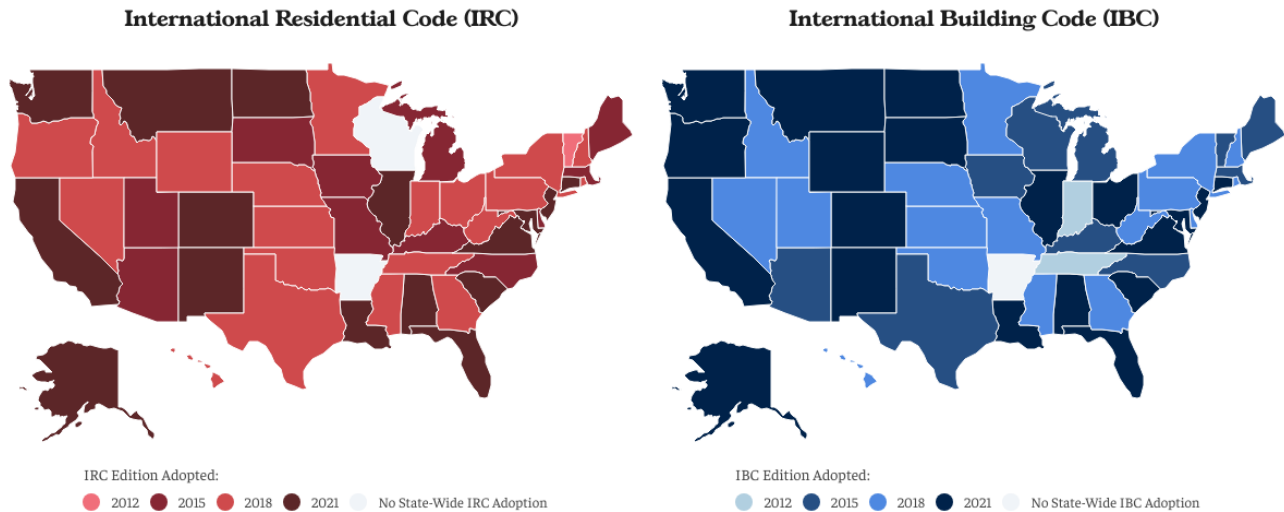 International Residential Code (IRC)
International Building Code (IBC)
IRC Edition Adopted:
2012 2015 2018 2021 No State-Wide IRC Adoption
IBC Edition Adopted:
2012 2015 2018 2021 No State-Wide IBC Adoption